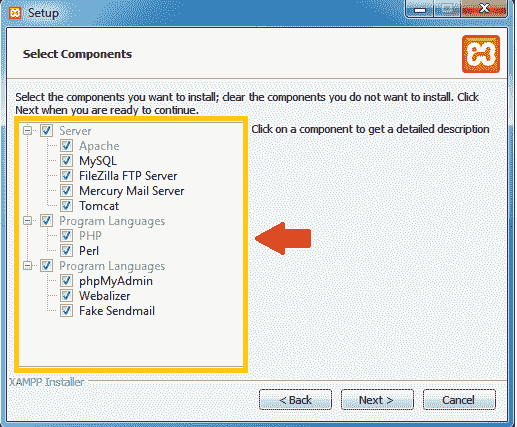 Setup
Select Components
Select the components you want to install; clear the components you do not want to install. Click
Next when you are ready to continue.
Server
Apache
MySQL
FileZilla FTP Server
Mercury Mail Server
Tomcat
Program Languages
PHP
Perl
Program Languages
phpMyAdmin
Webalizer
Fake Sendmail
Click on a component to get a detailed description
XAMPP Installer
< Back
Next >
Cancel